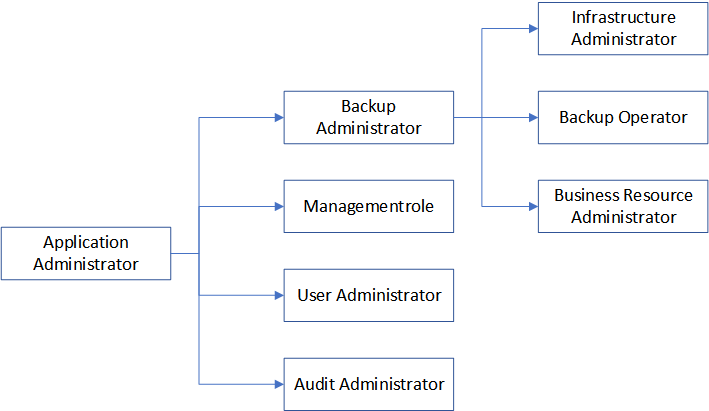 Infrastructure
Administrator
Backup
Administrator
Backup Operator
Business Resource
Administrator
Managementrole
Application
Administrator
User Administrator
Audit Administrator